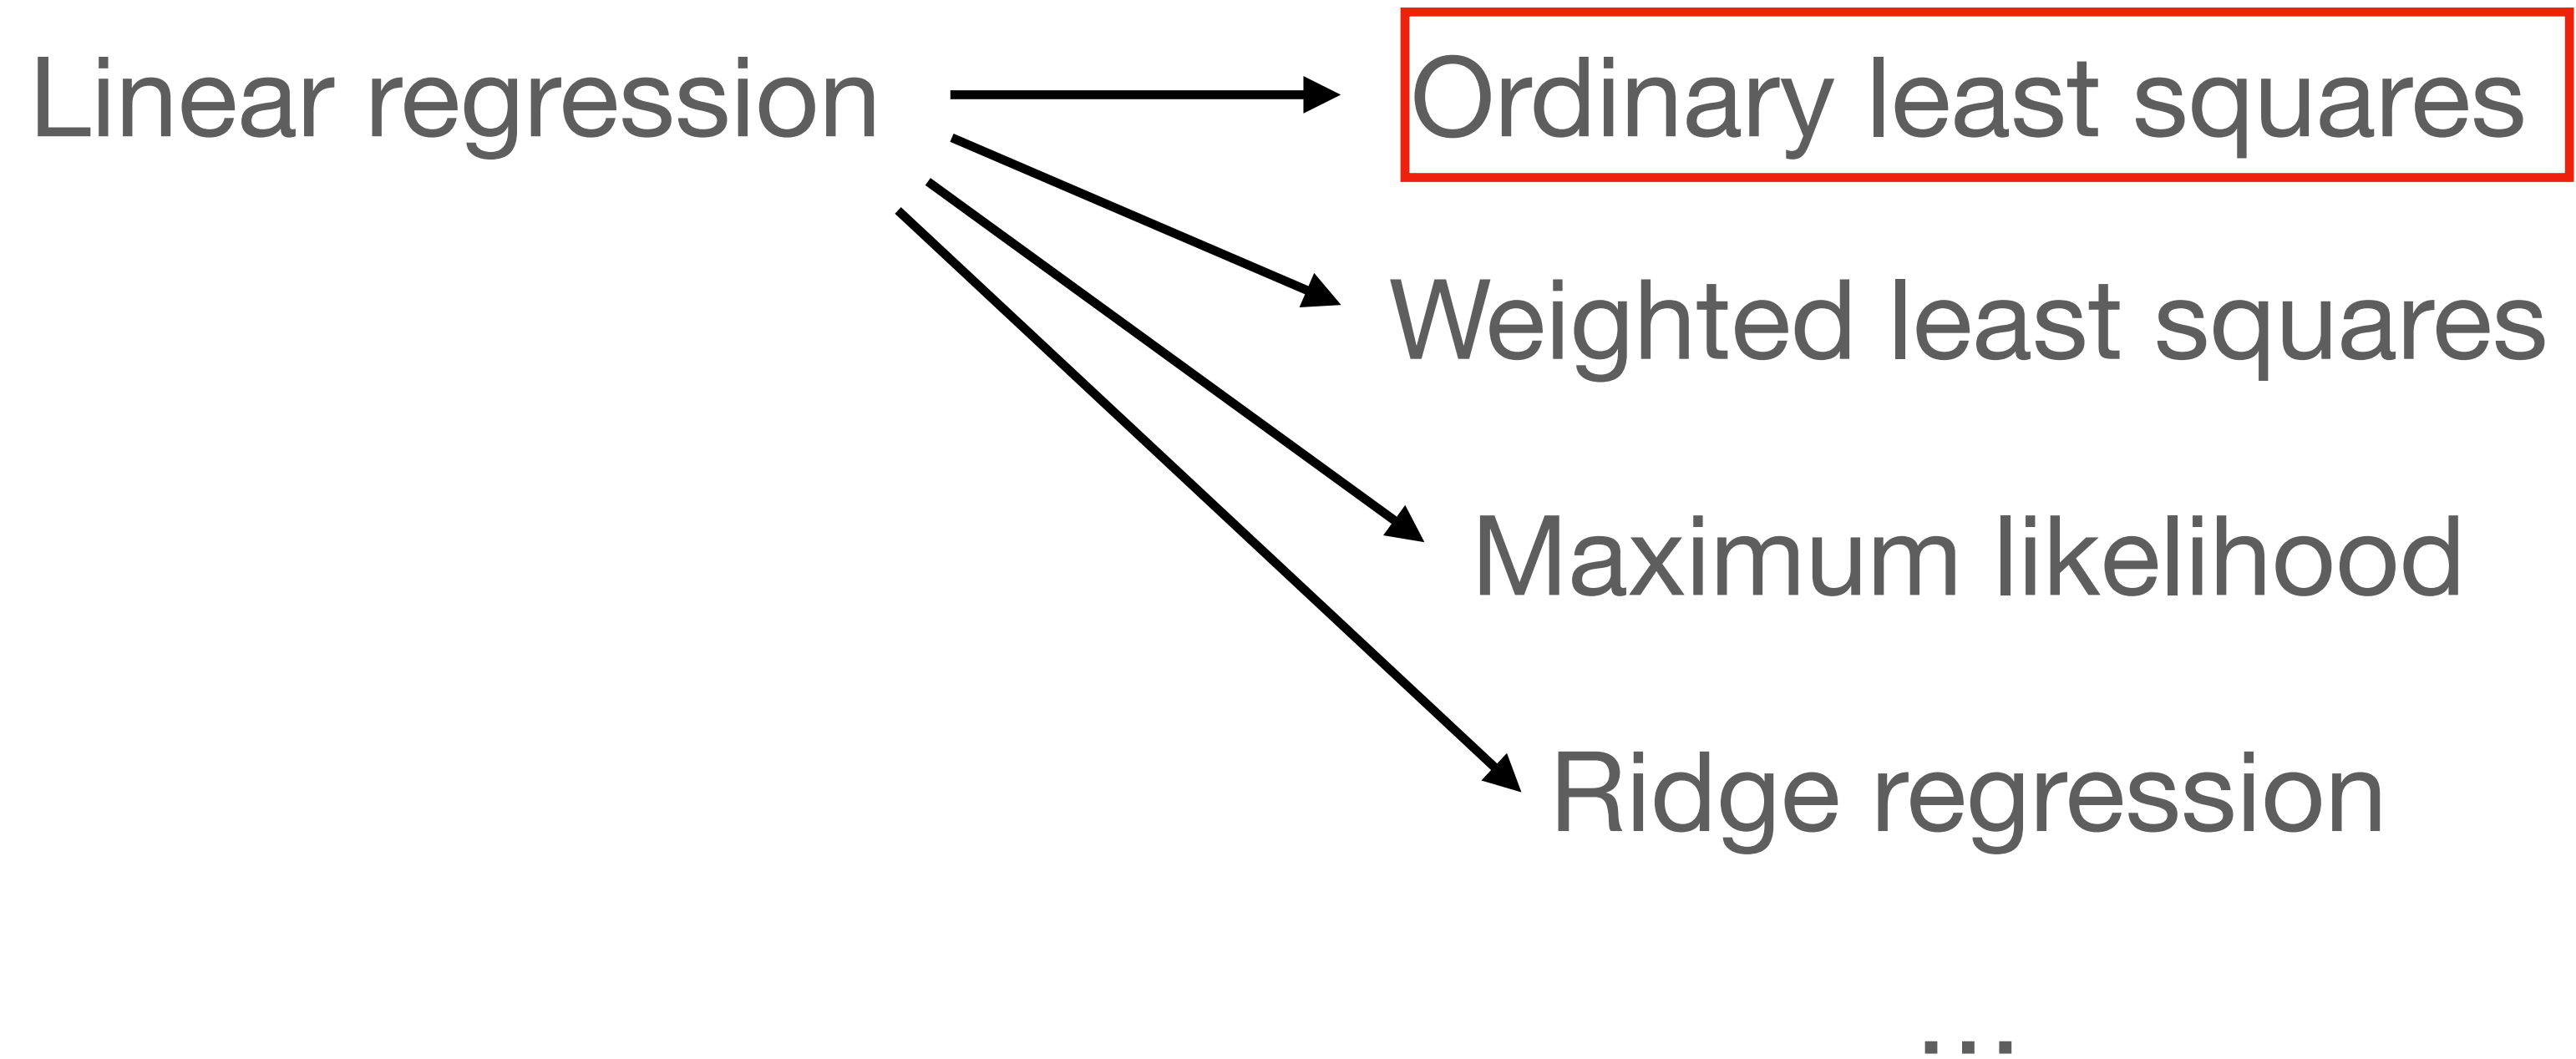 Linear regression
Ordinary least squares
Weighted least squares
Maximum likelihood
Ridge regression
...